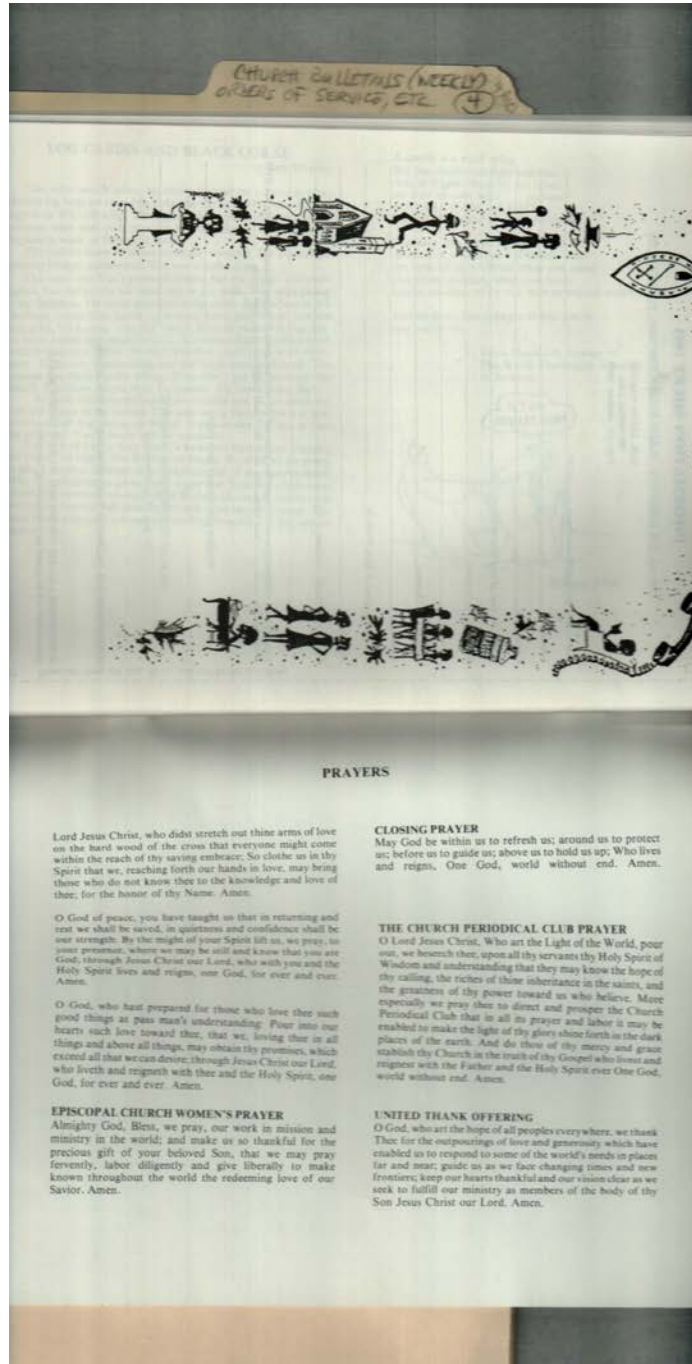 CHURCH BULLETINS (WEEKLY)
ORDERS OF SERVICE, ETC 4
PRAYERS
Lord Jesus Christ, who didst stretch out thine arms of love
on the hard wood of the cross that everyone might come
within the reach of thy saving embrace; So clothe us in thy
Spirit that we, reaching forth our hands in love, may bring
those who do not know thee to the knowledge and love of
thee; for the honor of thy Name. Amen.
O God of peace, you have taught us that in returning and
rest we shall be saved, in quietness and confidence shall be
our strength: By the might of your Spirit lift us, we pray, to
your presence, where we may be still and know that you are
God; through Jesus Christ our Lord, who with you and the
Holy Spirit lives and reigns, one God, for ever and ever.
Amen.
O God, who hast prepared for those who love thee such
good things as pass man's understanding: Pour into our
hearts such love toward thee, that we, loving thee in all
things and above all things, may obtain thy promises, which
exceed all that we can desire; through Jesus Christ our Lord,
who liveth and reigneth with thee and the Holy Spirit, one
God, for ever and ever. Amen.
EPISCOPAL CHURCH WOMEN'S PRAYER
Almighty God, Bless, we pray, our work in mission and
ministry in the world; and make us so thankful for the
precious gift of your beloved Son, that we may pray
fervently, labor diligently and give liberally to make
known throughout the world the redeeming love of our
Savior. Amen.
CLOSING PRAYER
May God be within us to refresh us; around us to protect
us; before us to guide us; above us to hold us up; Who lives
and reigns, One God, world without end. Amen.
THE CHURCH PERIODICAL CLUB PRAYER
O Lord Jesus Christ, Who art the Light of the World, pour
out, we beseech thee, upon all thy servants thy Holy Spirit of
Wisdom and understanding that they may know the hope of
thy calling, the riches of thine inheritance in the saints, and
the greatness of thy power toward us who believe. More
especially we pray thee to direct and prosper the Church
Periodical Club that in all its prayer and labor it may be
enabled to make the light of thy glory shine forth in the dark
places of the earth. And do thou of thy mercy and grace
stablish thy Church in the truth of thy Gospel who livest and
reignest with the Father and the Holy Spirit ever One God,
world without end. Amen.
UNITED THANK OFFERING
O God, who art the hope of all peoples everywhere, we thank
Thee for the outpourings of love and generosity which have
enabled us to respond to some of the world's needs in places
far and near; guide us as we face changing times and new
frontiers; keep our hearts thankful and our vision clear as we
seek to fulfill our ministry as members of the body of thy
Son Jesus Christ our Lord. Amen.